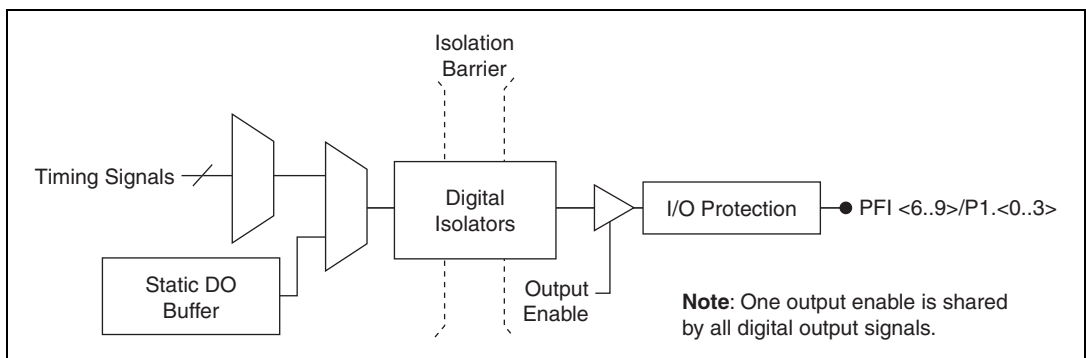 Isolation
Barrier
Timing Signals
Digital
Isolators
I/O Protection
PFI <6..9>/P1.<0..3>
Static DO
Buffer
Output
Enable
Note: One output enable is shared
by all digital output signals.